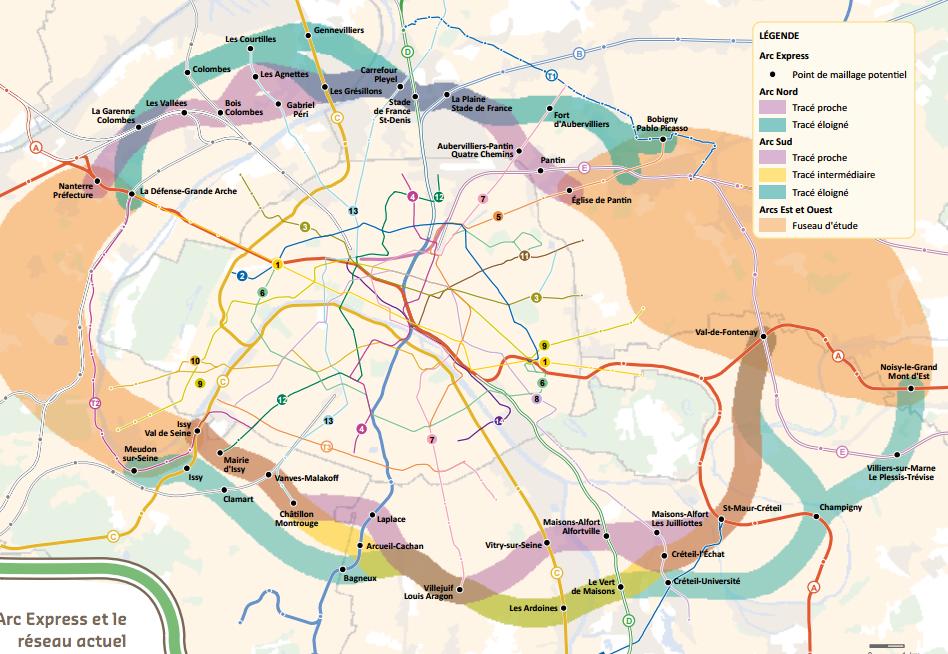 Gennevilliers
Les Courtilles
Colombes
Les Agnettes
Carrefour
Pleyel
Les Grésillons
Les Vallées
Bois
Colombes
Gabriel
Péri
La Garenne
Colombes
Stade
de France
St-Denis
La Plaine
Stade de France
Fort
d'Aubervilliers
Bobigny
Pablo Picasso
Aubervilliers-Pantin
Quatre Chemins
Pantin
Église de Pantin
Nanterre
Préfecture
La Défense-Grande Arche
D
B
T1
C
A
E
4
12
7
5
13
3
1
2
6
11
3
9
1
6
8
10
9
C
12
13
4
7
14
T3
T2
Val-de-Fontenay
A
Noisy-le-Grand
Mont d'Est
E
Villiers-sur-Marne
Le Plessis-Trévise
Issy
Val de Seine
Meudon
sur-Seine
Mairie
d'Issy
Issy
Vanves-Malakoff
Clamart
Châtillon
Montrouge
Laplace
Arcueil-Cachan
Bagneux
Villejuif
Louis Aragon
Vitry-sur-Seine
Maisons-Alfort
Alfortville
Maisons-Alfort
Les Juilliottes
St-Maur-Créteil
Champigny
Créteil-l'Échat
Créteil-Université
Le Vert
de Maisons
Les Ardoines
C
C
D
A
LÉGENDE
Arc Express
Point de maillage potentiel
Arc Nord
Tracé proche
Tracé éloigné
Arc Sud
Tracé proche
Tracé intermédiaire
Tracé éloigné
Arcs Est et Ouest
Fuseau d'étude
Arc Express et le
réseau actuel